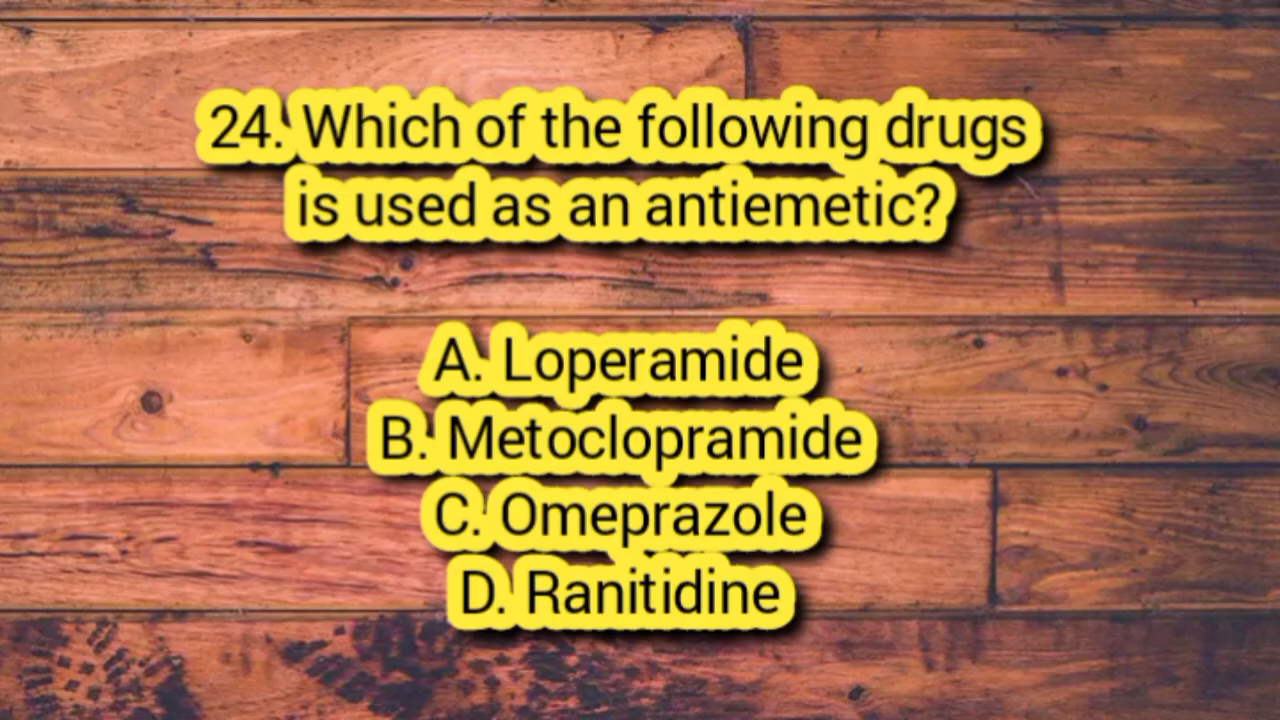 24. Which of the following drugs
is used as an antiemetic?
A. Loperamide
B. Metoclopramide
C. Omeprazole
D. Ranitidine